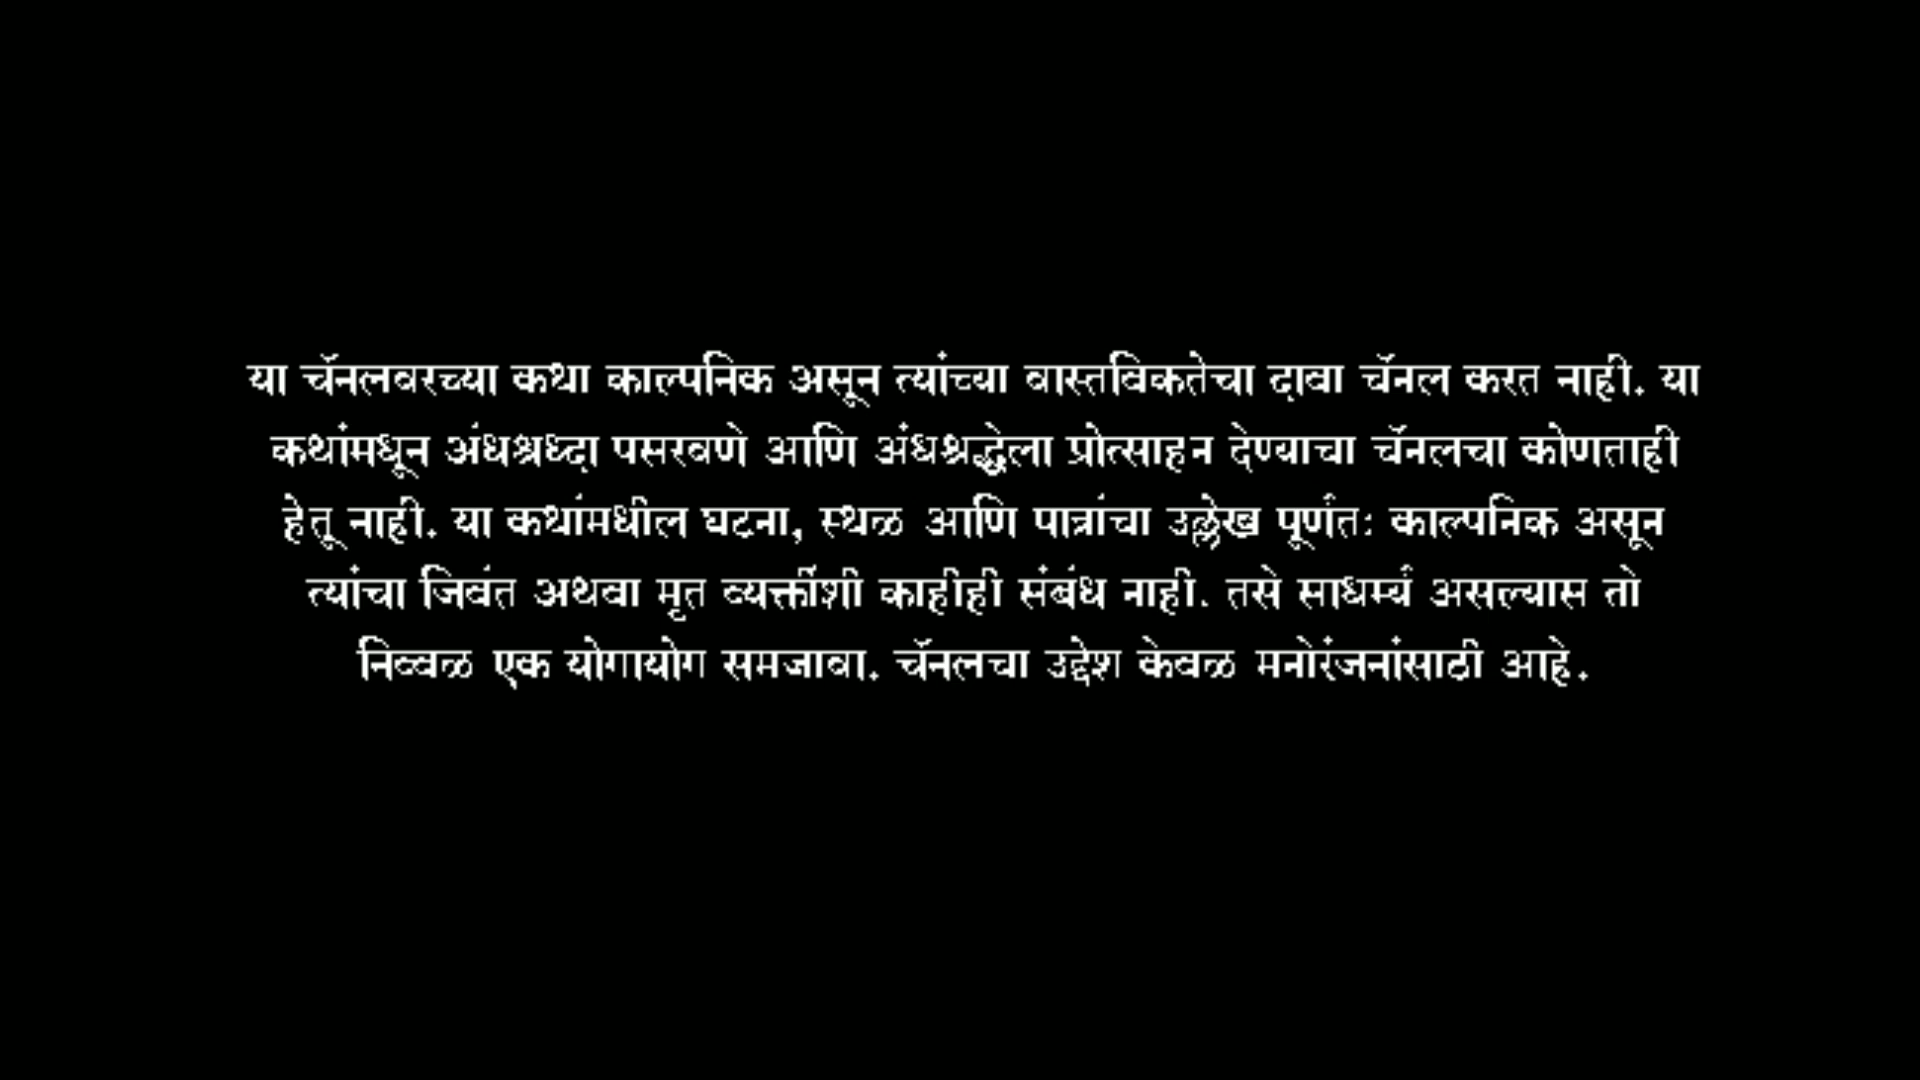 या चॅनलवरच्या कथा काल्पनिक असून त्यांच्या वास्तविकतेचा दावा चॅनल करत नाही. या
कथांमधून अंधश्रध्दा पसरवणे आणि अंधश्रद्धेला प्रोत्साहन देण्याचा चॅनलचा कोणताही
हेतू नाही. या कथांमधील घटना, स्थळ आणि पात्रांचा उल्लेख पूर्णतः काल्पनिक असून
त्यांचा जिवंत अथवा मृत व्यक्तींशी काहीही संबंध नाही. तसे साधर्म्य असल्यास तो
निव्वळ एक योगायोग समजावा. चॅनलचा उद्देश केवळ मनोरंजनांसाठी आहे.